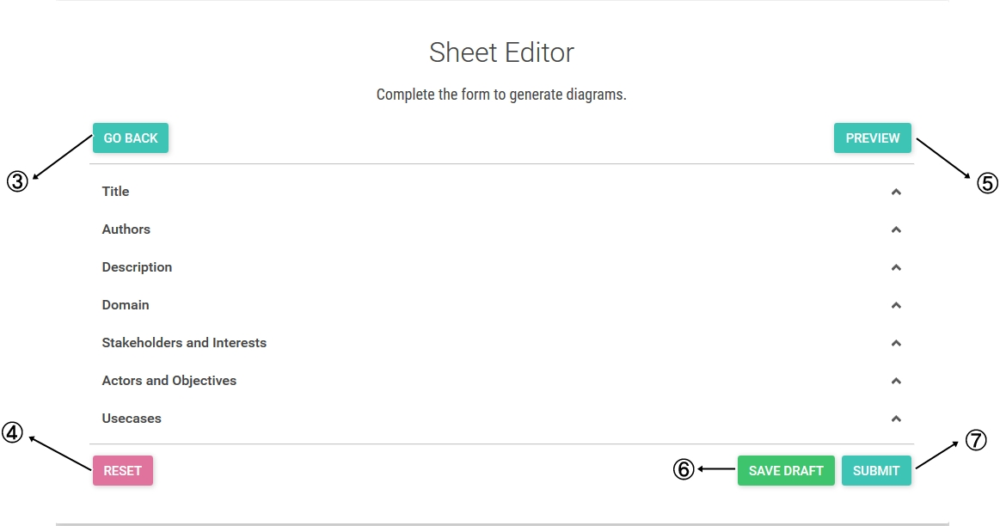 Sheet Editor
Complete the form to generate diagrams.
GO BACK
PREVIEW
③
⑤
Title
Authors
Description
Domain
Stakeholders and Interests
Actors and Objectives
Usecases
④
⑦
RESET
⑥
SAVE DRAFT
SUBMIT